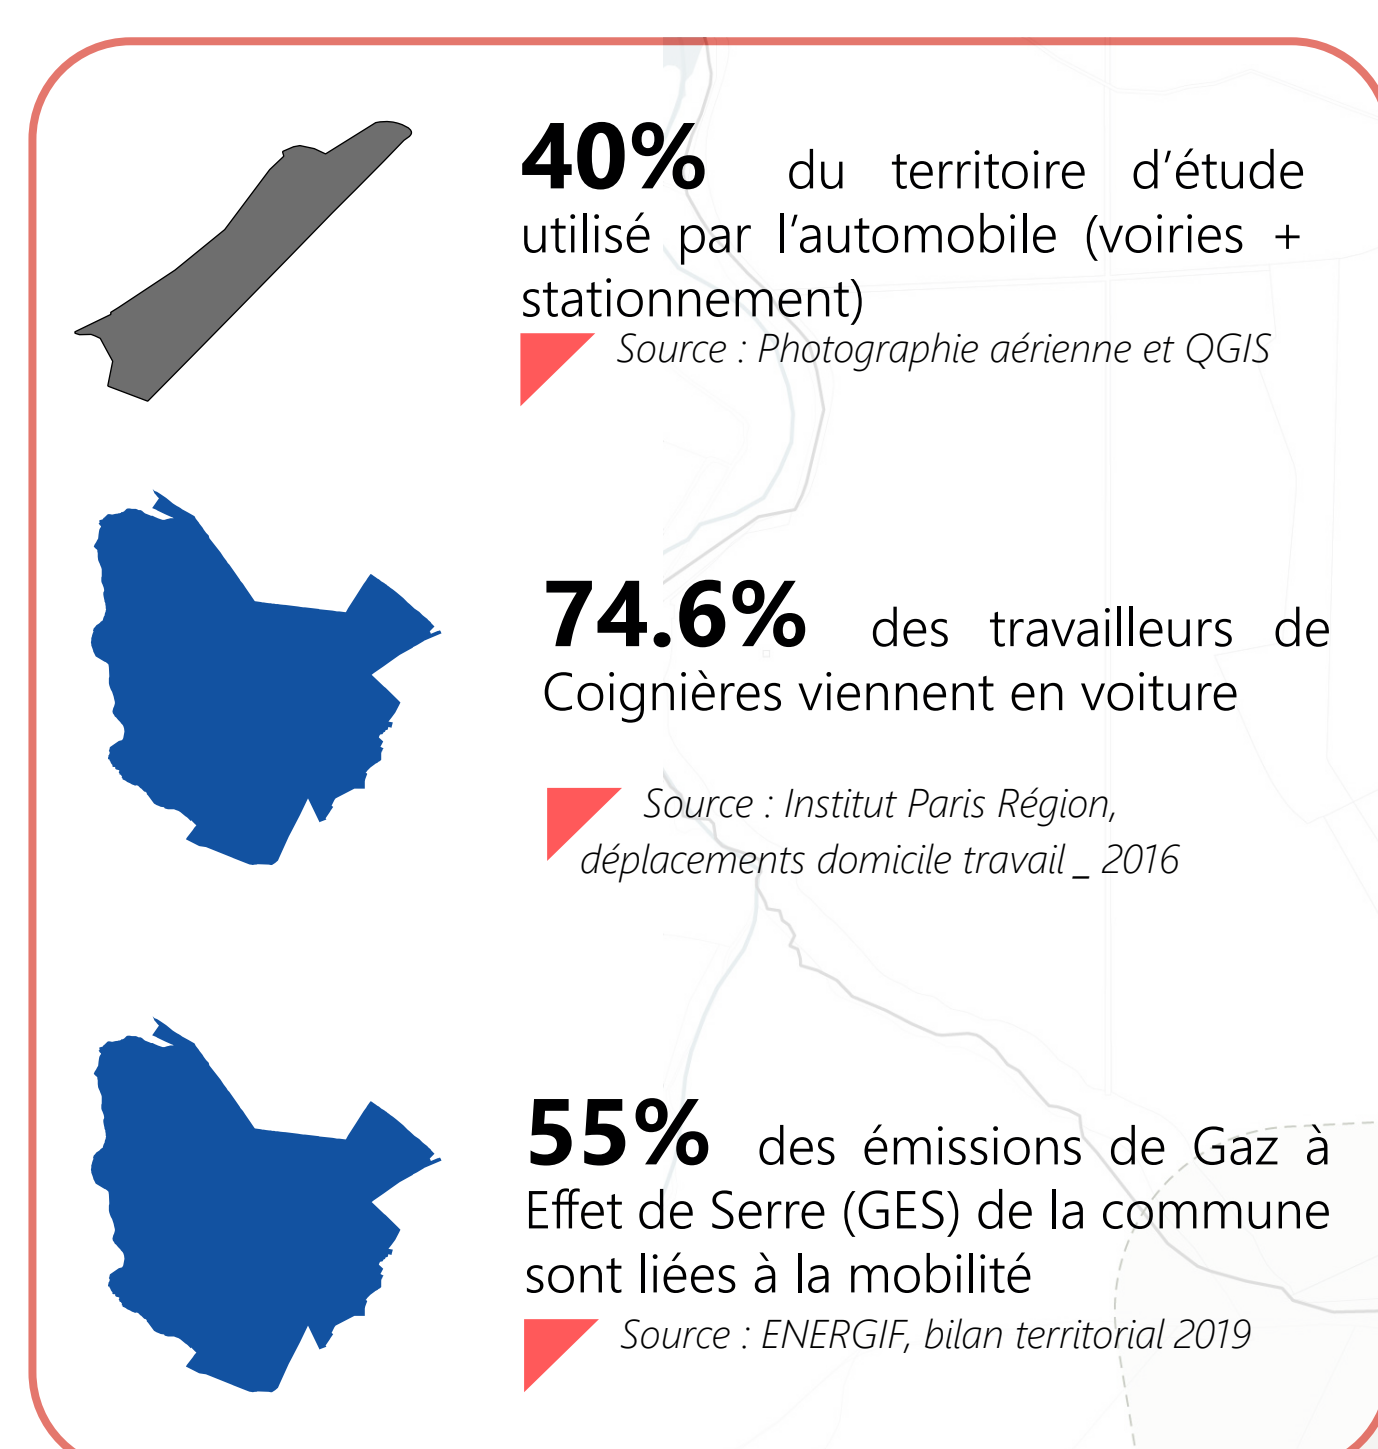 40% du territoire d’étude
utilisé par l’automobile (voiries +
stationnement)
Source : Photographie aérienne et QGIS
74.6% des travailleurs de
Coignières viennent en voiture
Source : Institut Paris Région,
déplacements domicile travail _ 2016
55% des émissions de Gaz à
Effet de Serre (GES) de la commune
sont liées à la mobilité
Source : ENERGIF, bilan territorial 2019